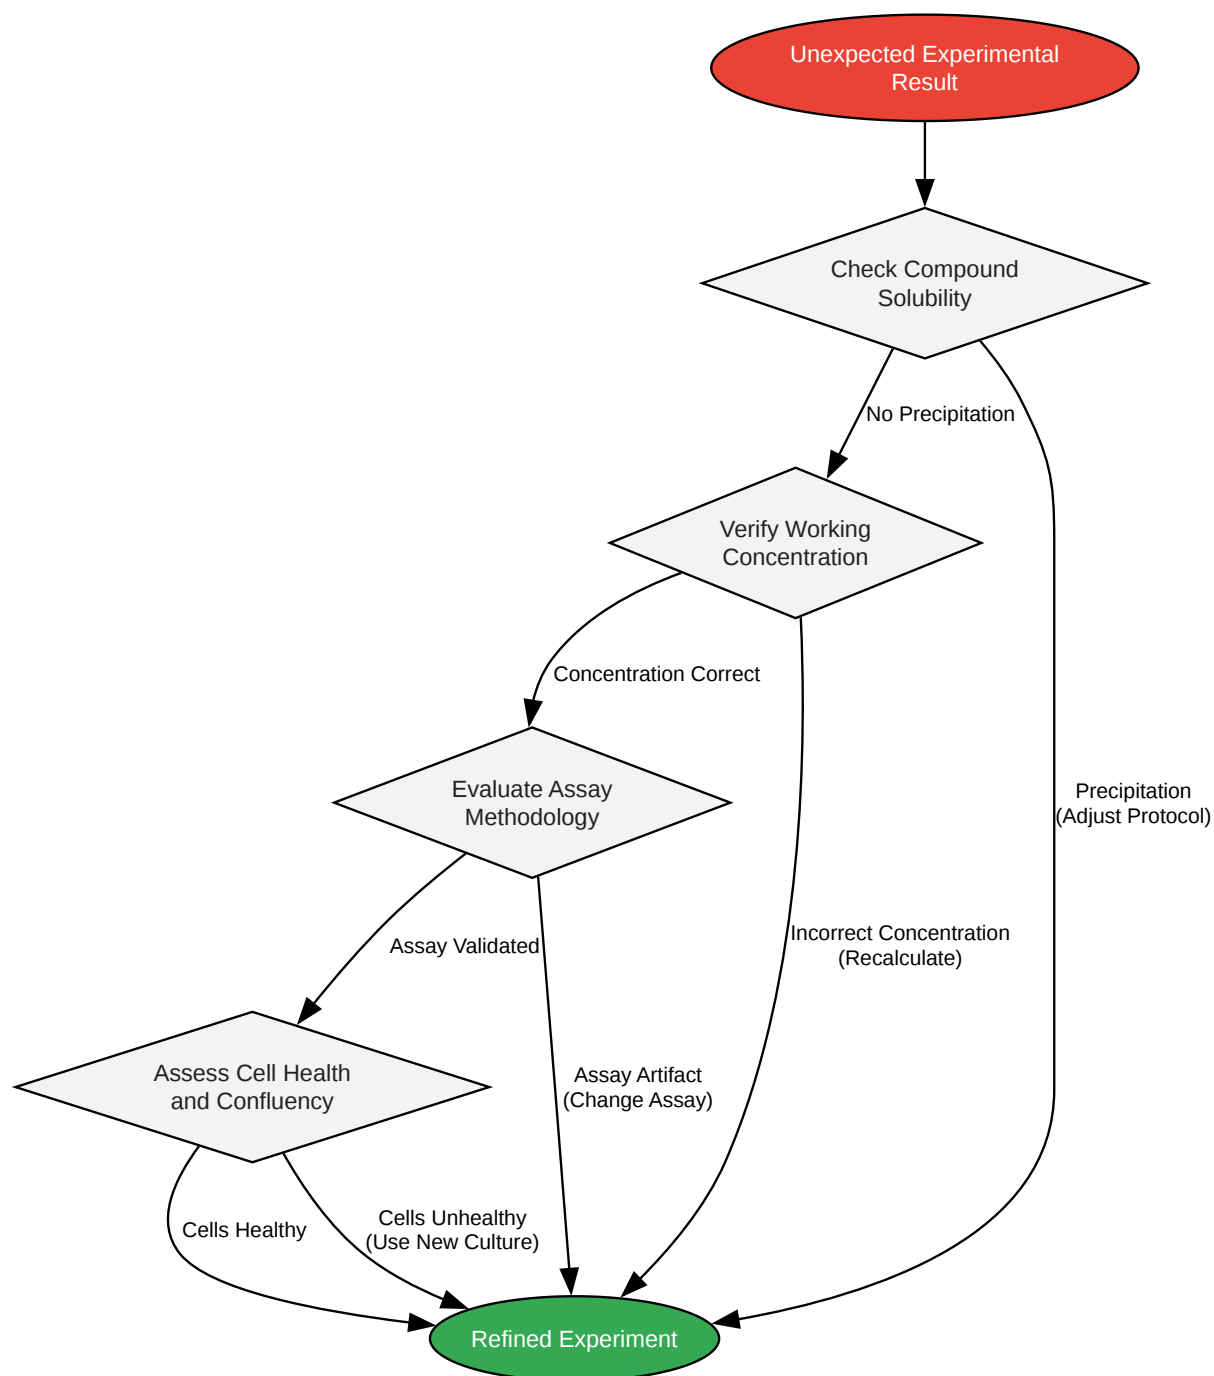 Unexpected Experimental
Result
Check Compound
Solubility
No Precipitation
Verify Working
Concentration
Concentration Correct
Evaluate Assay
Methodology
Precipitation
(Adjust Protocol)
Incorrect Concentration
(Recalculate)
Assay Validated
Assess Cell Health
and Confluency
Assay Artifact
(Change Assay)
Cells Healthy
Cells Unhealthy
(Use New Culture)
Refined Experiment